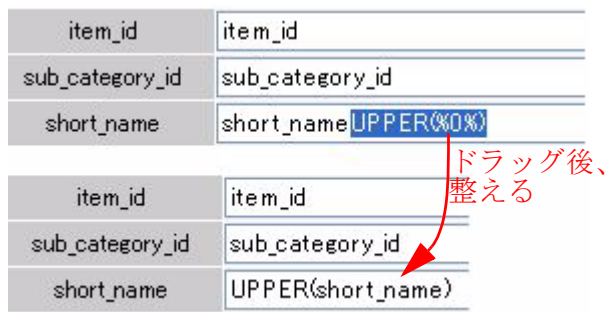 item_id item_id
sub_category_id sub_category_id
short_name short_nameUPPER(%0%)
ドラッグ後、
整える
item_id item_id
sub_category_id sub_category_id
short_name UPPER(short_name)